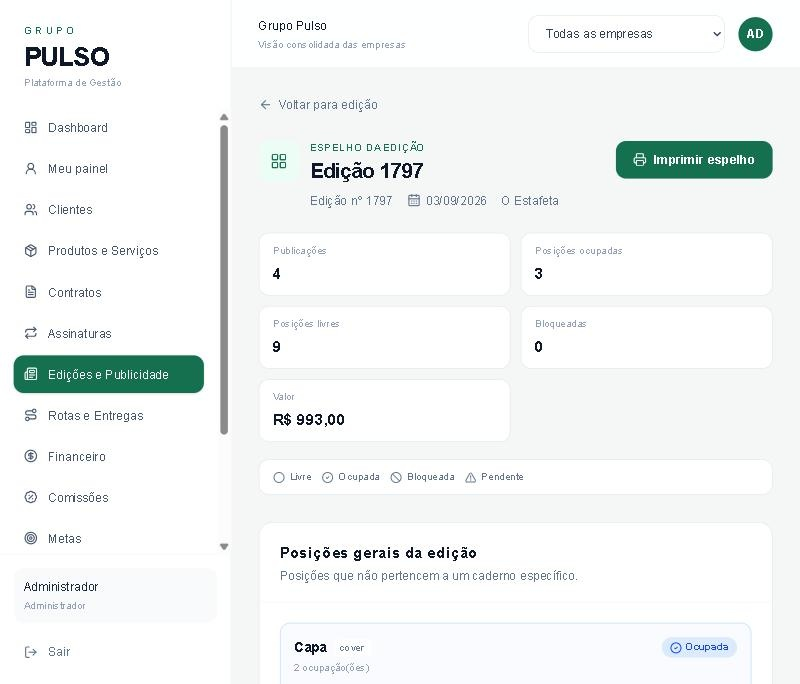 GRUPO
PULSO
Plataforma de Gestão
Dashboard
Meu painel
Clientes
Produtos e Serviços
Contratos
Assinaturas
Edições e Publicidade
Rotas e Entregas
Financeiro
Comissões
Metas
Administrador
Administrador
Sair
Grupo Pulso
Visão consolidada das empresas
Todas as empresas
AD
Voltar para edição
ESPELHO DA EDIÇÃO
Edição 1797
Imprimir espelho
Edição nº 1797 03/09/2026 O Estafeta
Publicações
4
Posições ocupadas
3
Posições livres
9
Bloqueadas
0
Valor
R$ 993,00
Livre Ocupada Bloqueada Pendente
Posições gerais da edição
Posições que não pertencem a um caderno específico.
Capa cover
Ocupada
2 ocupação(ões)